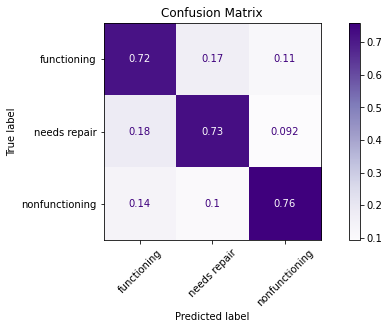 Confusion Matrix
True label
functioning 0.72 0.17 0.11
needs repair 0.18 0.73 0.092
nonfunctioning 0.14 0.1 0.76
functioning needs repair nonfunctioning
Predicted label
0.7
0.6
0.5
0.4
0.3
0.2
0.1